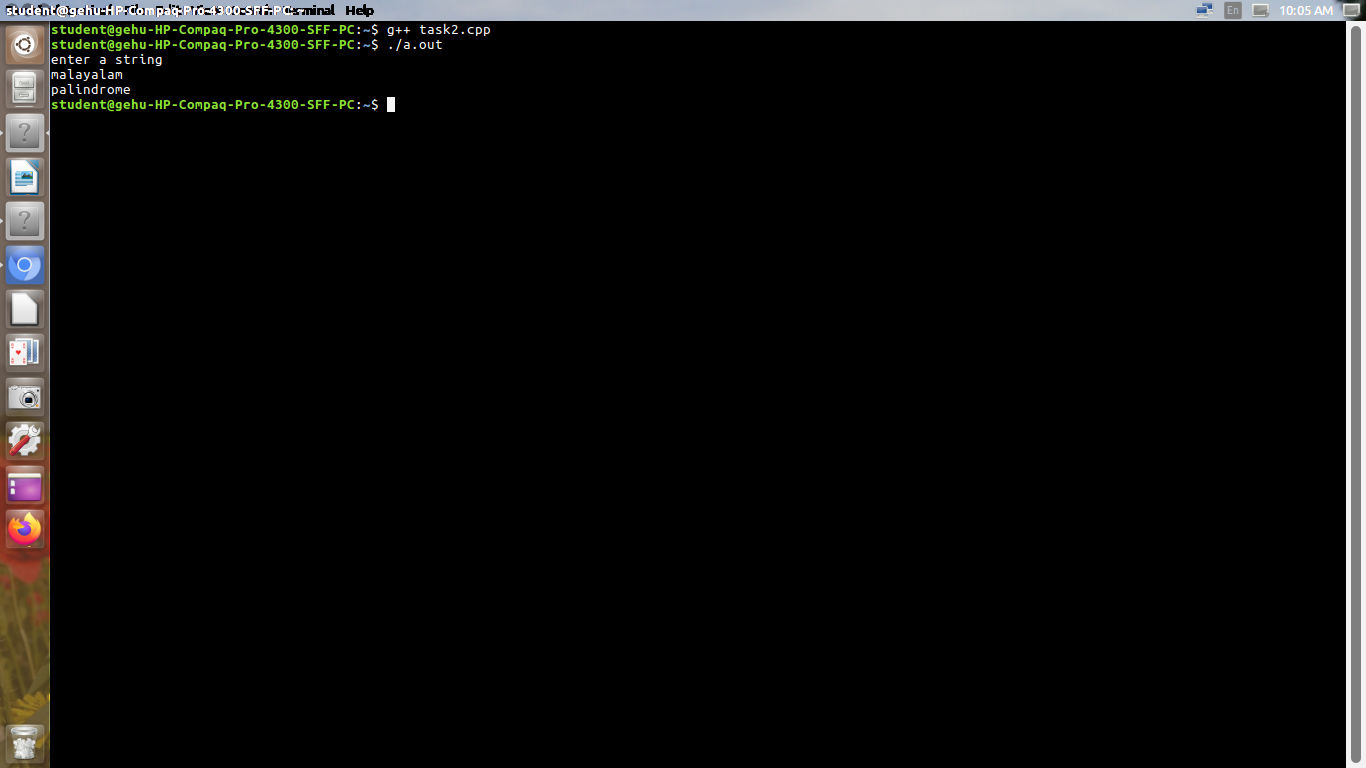 student@gehu-HP-Compaq-Pro-4300-SFF-PC: ~ Help
En 10:05 AM
student@gehu-HP-Compaq-Pro-4300-SFF-PC:~$ g++ task2.cpp
student@gehu-HP-Compaq-Pro-4300-SFF-PC:~$ ./a.out
enter a string
malayalam
palindrome
student@gehu-HP-Compaq-Pro-4300-SFF-PC:~$